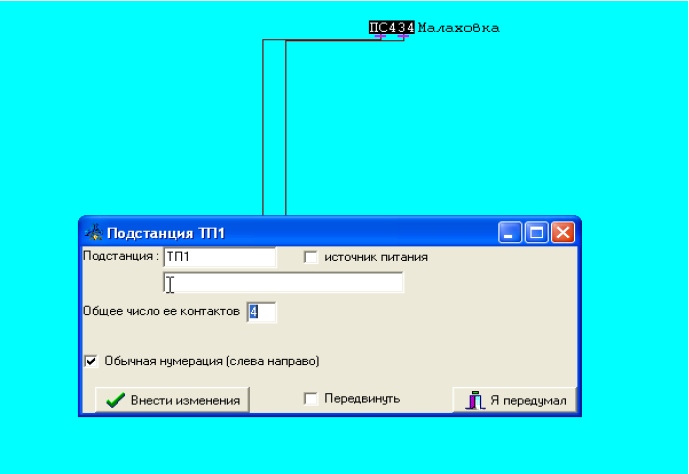 ПС434 Малаховка
Подстанция ТП1
Подстанция : ТП1
источник питания
Общее число ее контактов 4
Обычная нумерация (слева направо)
Внести изменения
Передвинуть
Я передумал